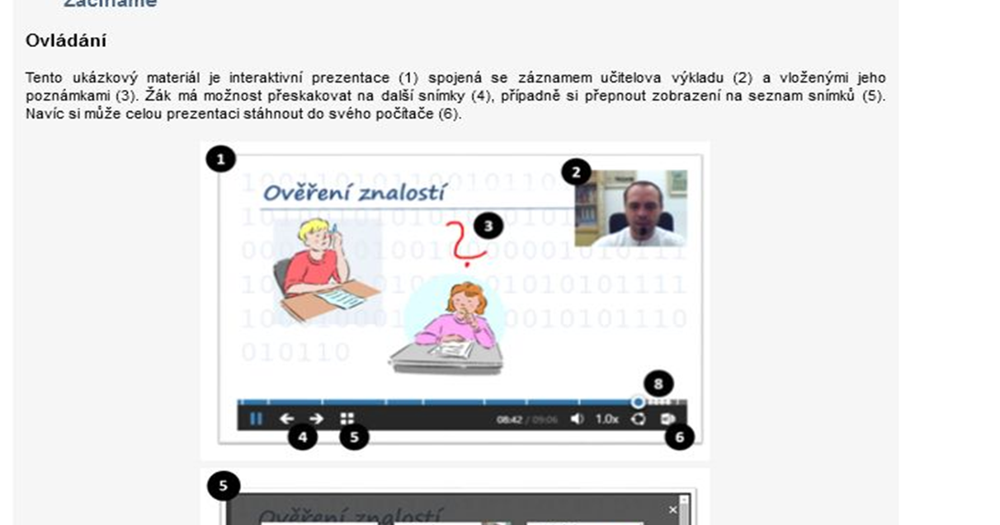 Začínáme
Ovládání
Tento ukázkový materiál je interaktivní prezentace (1) spojená se záznamem učitelova výkladu (2) a vloženými jeho
poznámkami (3). Žák má možnost přeskakovat na další snímky (4), případně si přepnout zobrazení na seznam snímků (5).
Navíc si může celou prezentaci stáhnout do svého počítače (6).
1
2
Ověření znalostí
3
?
010110
8
08:42 / 09:06 1.0x
4 5 6
5
Ověření znalostí
×